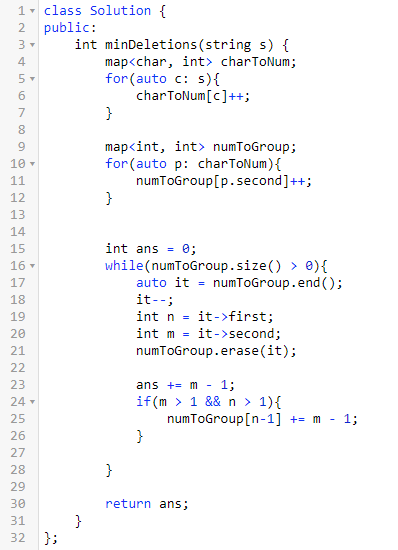 1 class Solution {
2 public:
3     int minDeletions(string s) {
4         map<char, int> charToNum;
5         for(auto c: s){
6             charToNum[c]++;
7         }
8
9         map<int, int> numToGroup;
10         for(auto p: charToNum){
11             numToGroup[p.second]++;
12         }
13
14
15         int ans = 0;
16         while(numToGroup.size() > 0){
17             auto it = numToGroup.end();
18             it--;
19             int n = it->first;
20             int m = it->second;
21             numToGroup.erase(it);
22
23             ans += m - 1;
24             if(m > 1 && n > 1){
25                 numToGroup[n-1] += m - 1;
26             }
27
28         }
29
30         return ans;
31     }
32 };